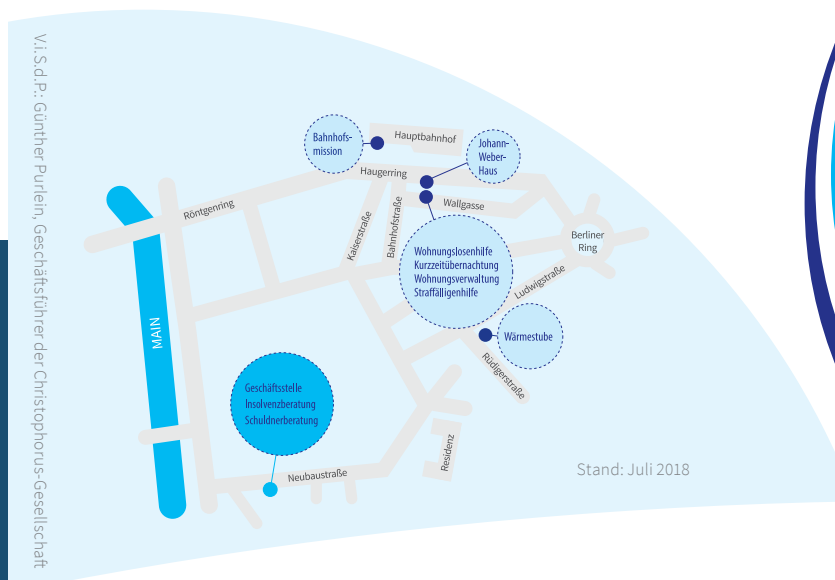 V.i.S.d.P.: Günther Purlein, Geschäftsführer der Christophorus-Gesellschaft
Bahnhofs-
mission
Hauptbahnhof
Johann-
Weber-
Haus
Haugerring
Röntgenring
Wallgasse
Kaiserstraße
Bahnhofstraße
Berliner
Ring
Wohnungslosenhilfe
Kurzzeitübernachtung
Wohnungsverwaltung
Straffälligenhilfe
Ludwigstraße
MAIN
Wärmestube
Rüdigerstraße
Geschäftsstelle
Insolvenzberatung
Schuldnerberatung
Residenz
Neubaustraße
Stand: Juli 2018